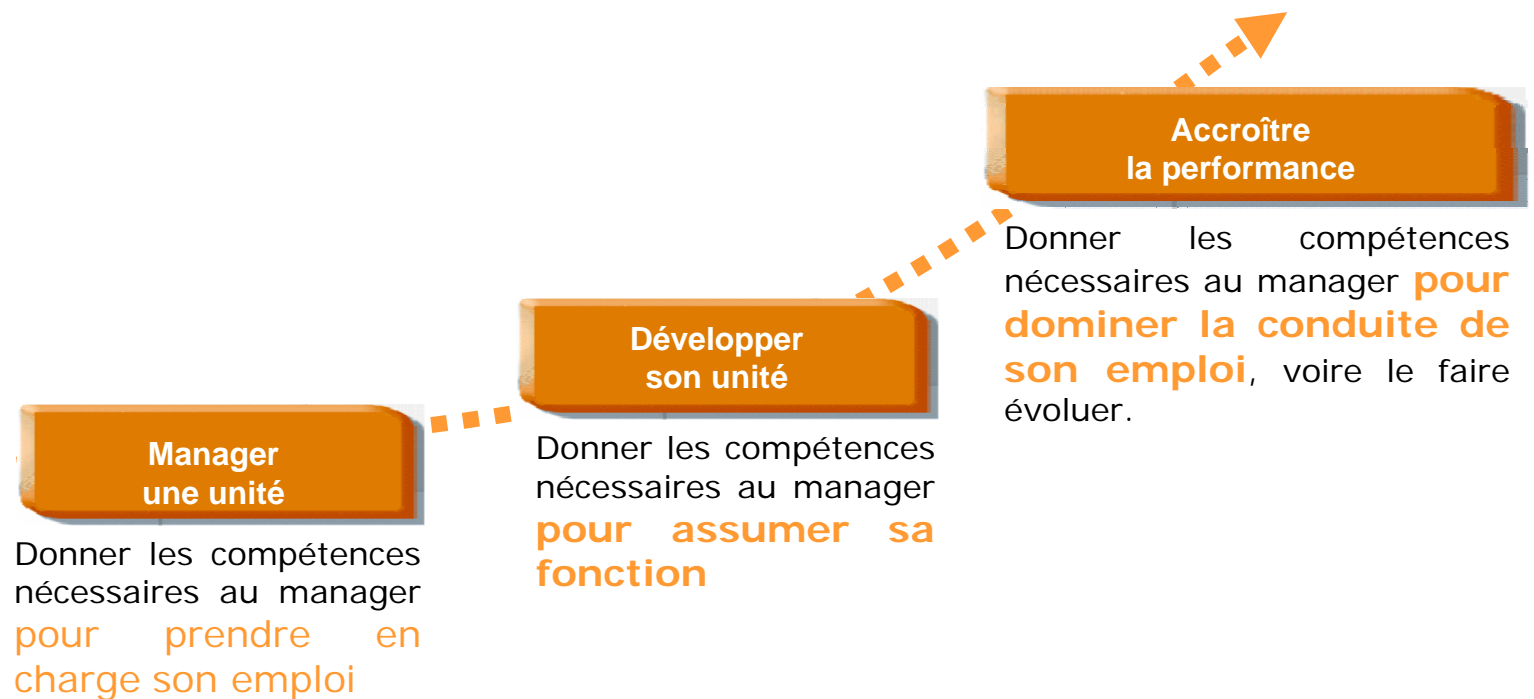 Manager
une unité
Donner les compétences
nécessaires au manager
pour prendre en
charge son emploi
Développer
son unité
Donner les compétences
nécessaires au manager
pour assumer sa
fonction
Accroître
la performance
Donner les compétences
nécessaires au manager pour
dominer la conduite de
son emploi, voire le faire
évoluer.